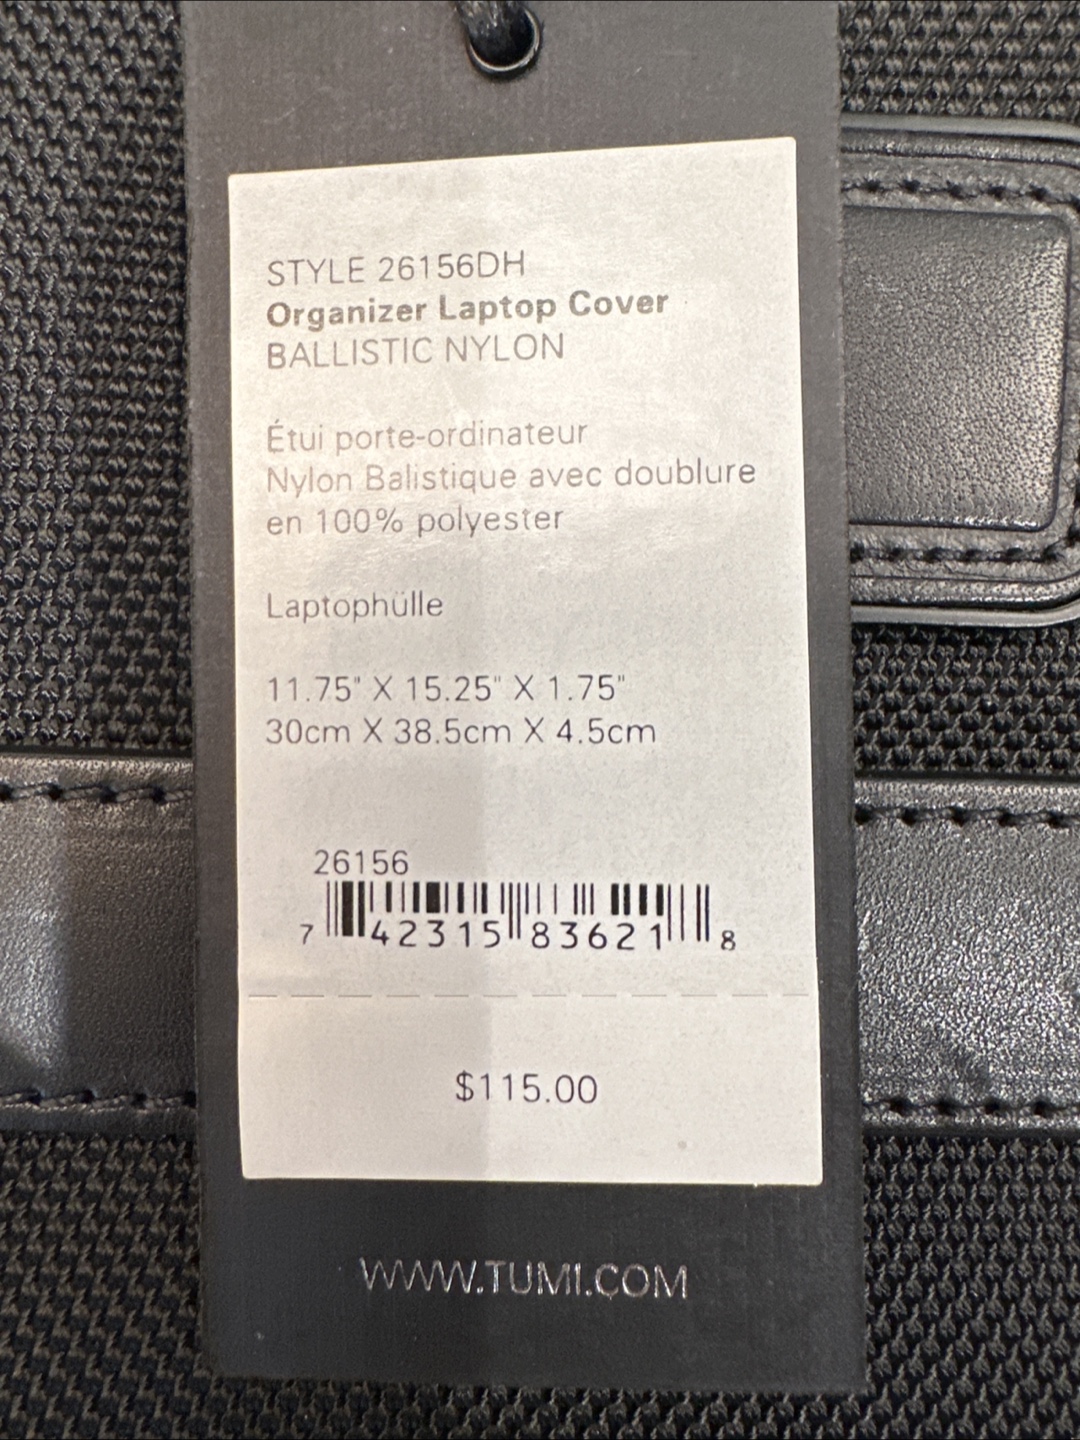 STYLE 26156DH
Organizer Laptop Cover
BALLISTIC NYLON
Étui porte-ordinateur
Nylon Balistique avec doublure
en 100% polyester
Laptophülle
11.75" X 15.25" X 1.75"
30cm X 38.5cm X 4.5cm
26156
7 42315 83621 8
$115.00
WWW.TUMI.COM